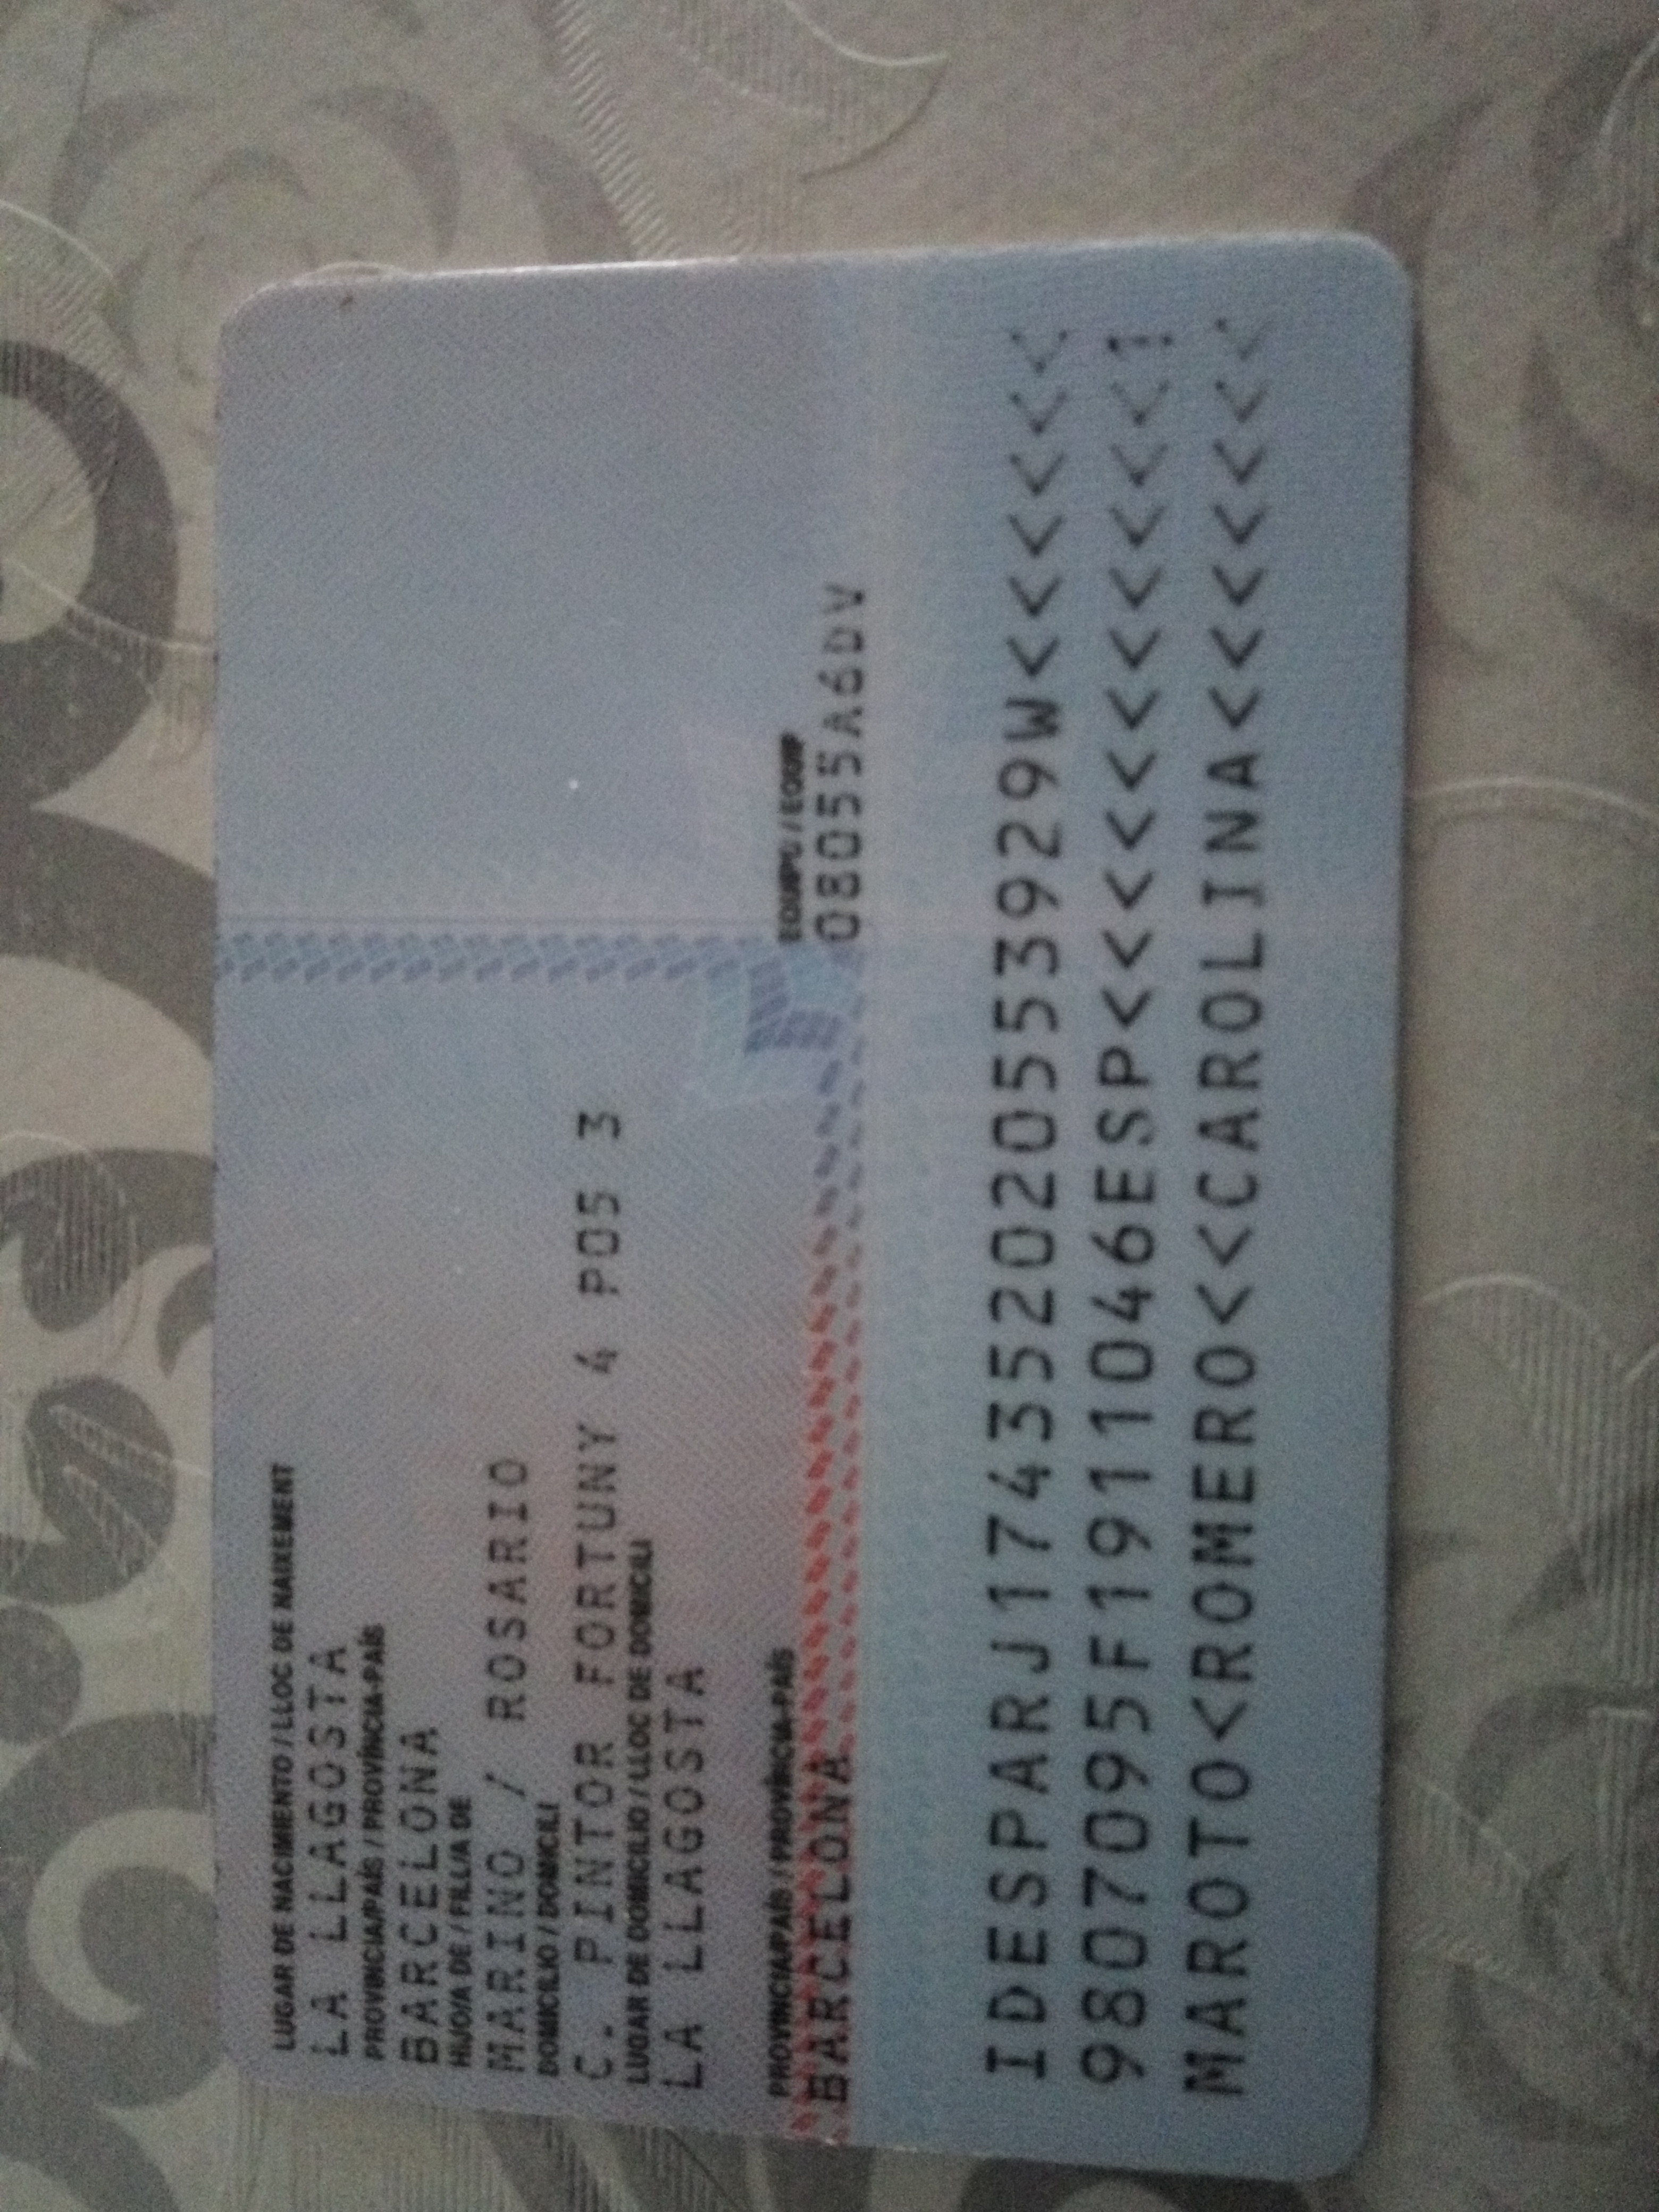 LUGAR DE NACIMIENTO / LLOC DE NAIXEMENT
LA LLAGOSTA
PROVINCIA/PAÍS / PROVÍNCIA-PAÍS
BARCELONA
HIJO/A DE / FILL/A DE
MARINO / ROSARIO
DOMICILIO / DOMICILI
C. PINTOR FORTUNY 4 P05 3
LUGAR DE DOMICILIO / LLOC DE DOMICILI
LA LLAGOSTA
PROVINCIA/PAÍS / PROVÍNCIA-PAÍS
BARCELONA
EQUIPO / EQUIP
08055A6DV
IDESPARJ174352020553929W<<<<<<
9807095F1911046ESP<<<<<<<<<<<1
MAROTO<ROMERO<<CAROLINA<<<<<<<